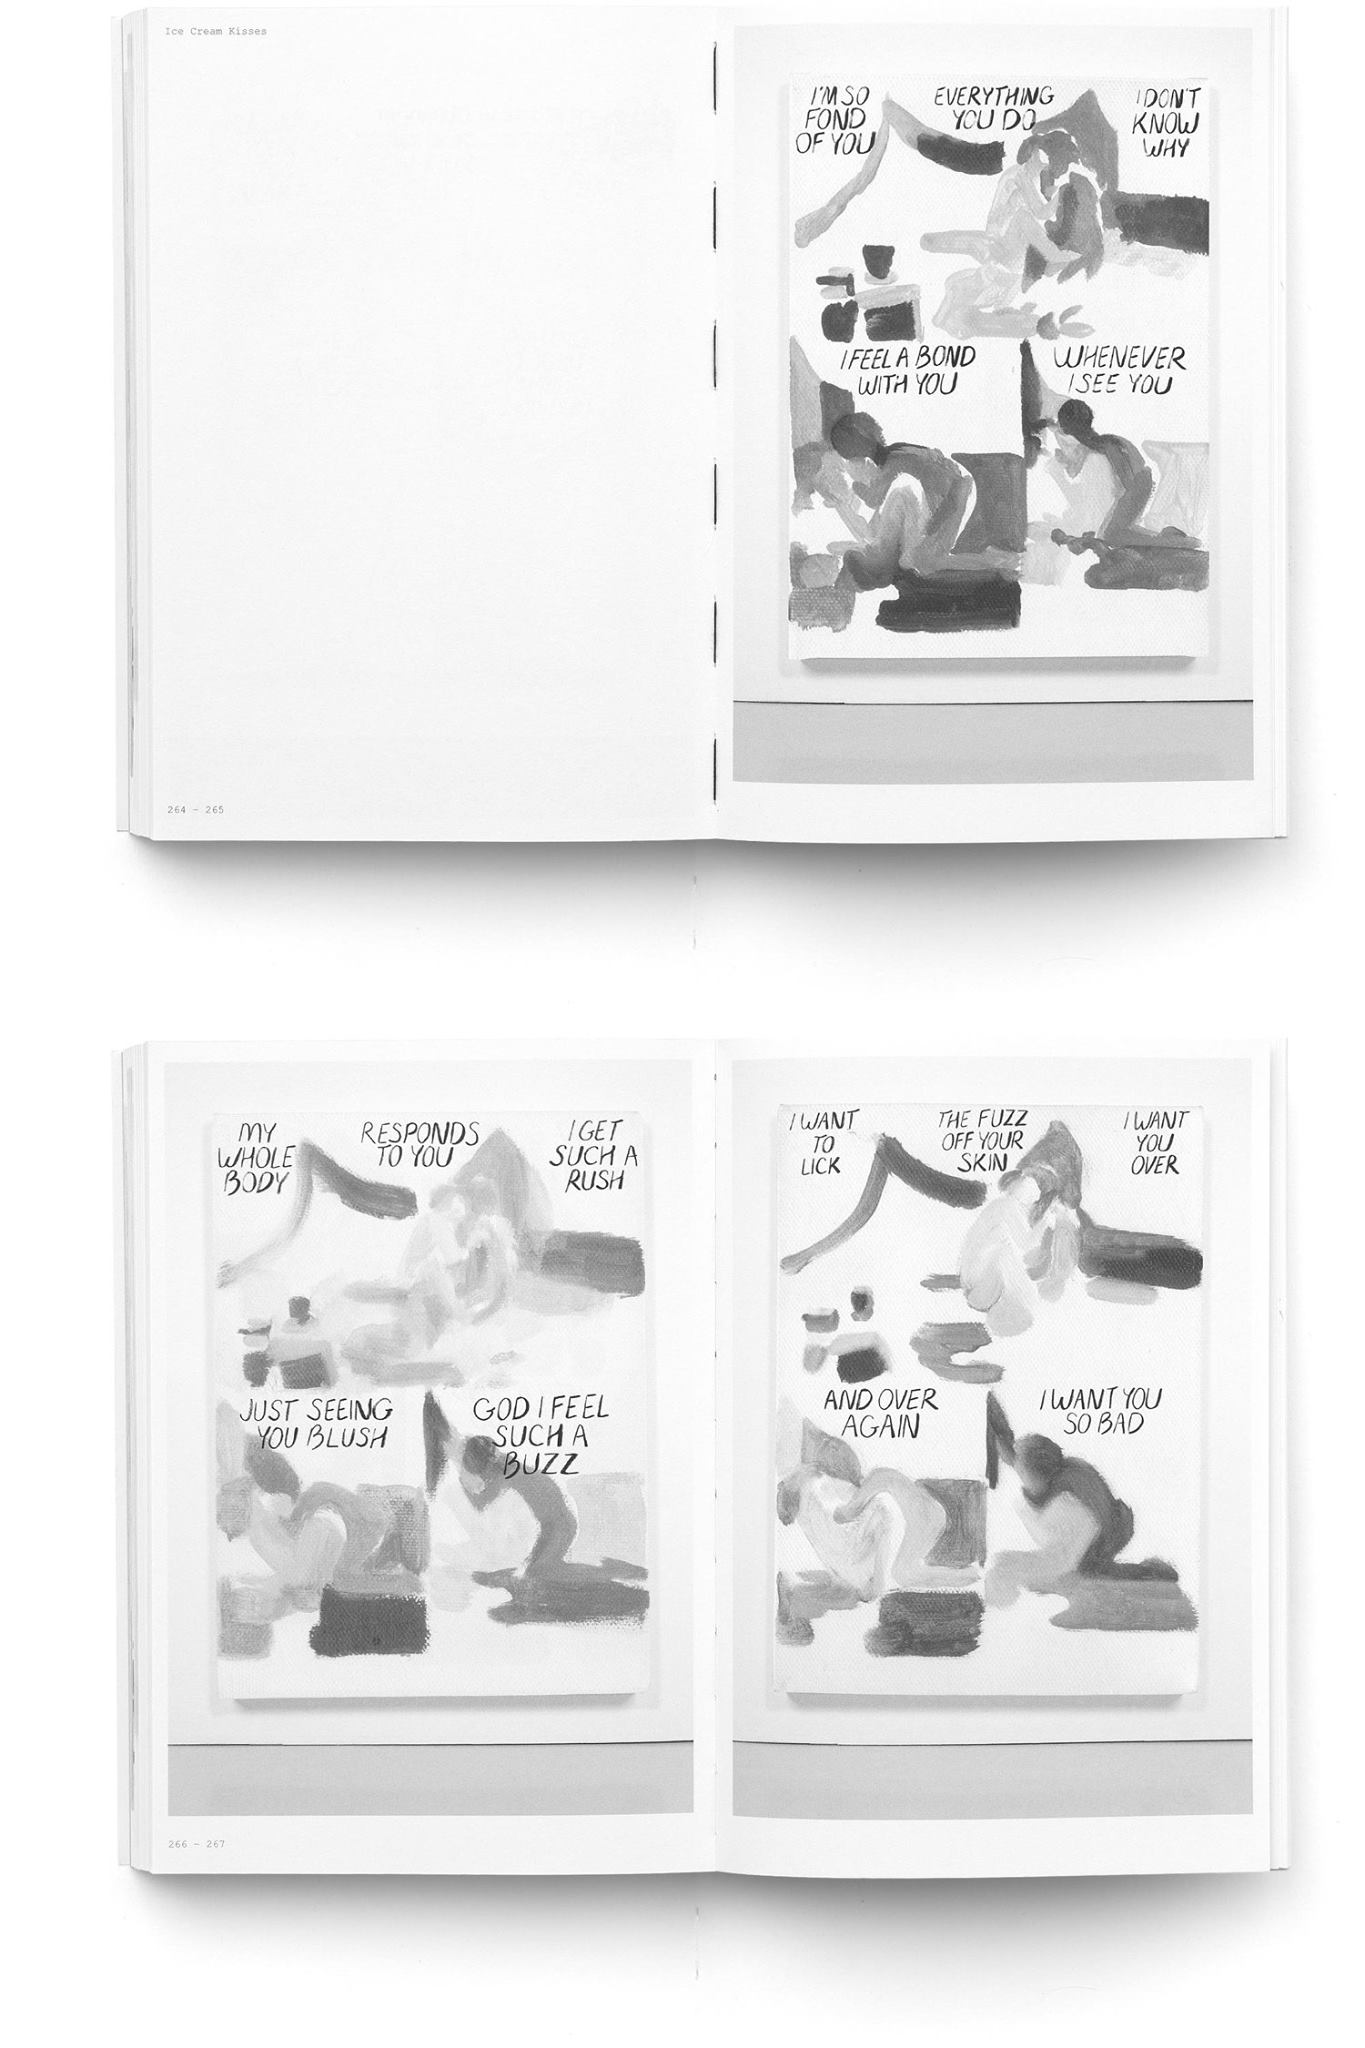 Ice Cream Kisses
I'M SO
FOND
OF YOU
EVERYTHING
YOU DO
I DON'T
KNOW
WHY
I FEEL A BOND
WITH YOU
WHENEVER
I SEE YOU
264 – 265
MY
WHOLE
BODY
RESPONDS
TO YOU
I GET
SUCH A
RUSH
JUST SEEING
YOU BLUSH
GOD I FEEL
SUCH A
BUZZ
I WANT
TO
LICK
THE FUZZ
OFF YOUR
SKIN
I WANT
YOU
OVER
AND OVER
AGAIN
I WANT YOU
SO BAD
266 – 267